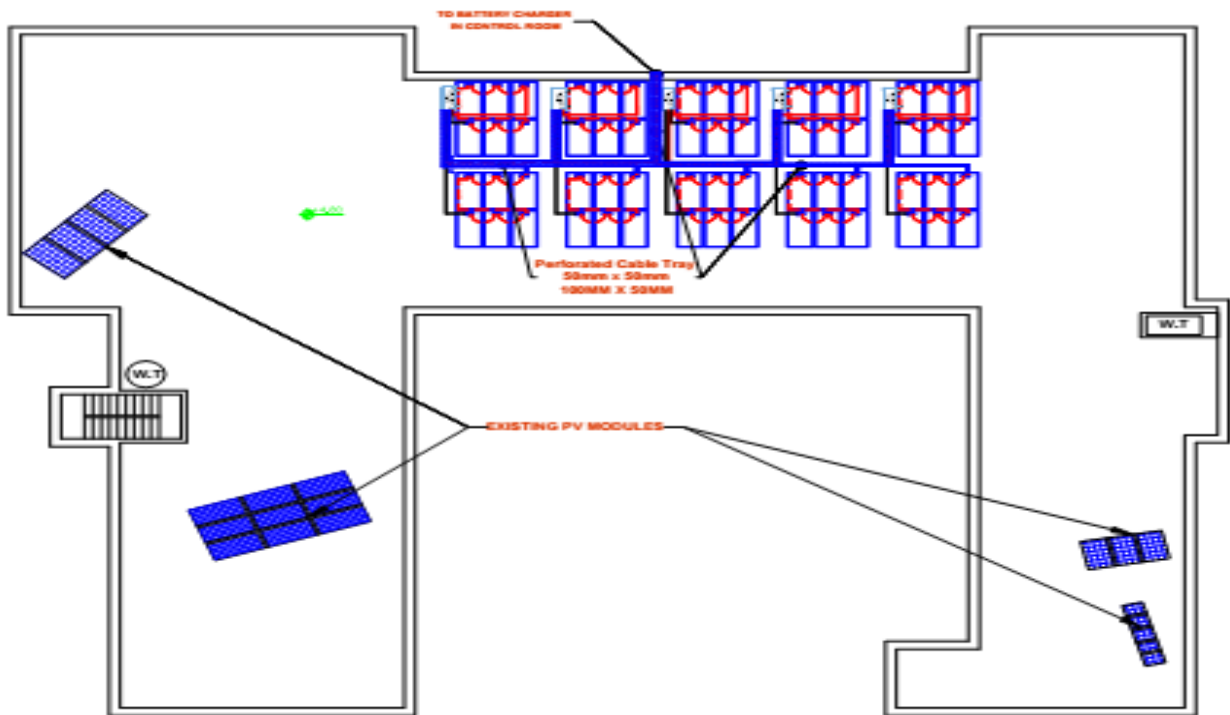 TO BATTERY CHARGER
IN CONTROL ROOM
Perforated Cable Tray
50mm x 50mm
100MM X 50MM
W.T
W.T
EXISTING PV MODULES